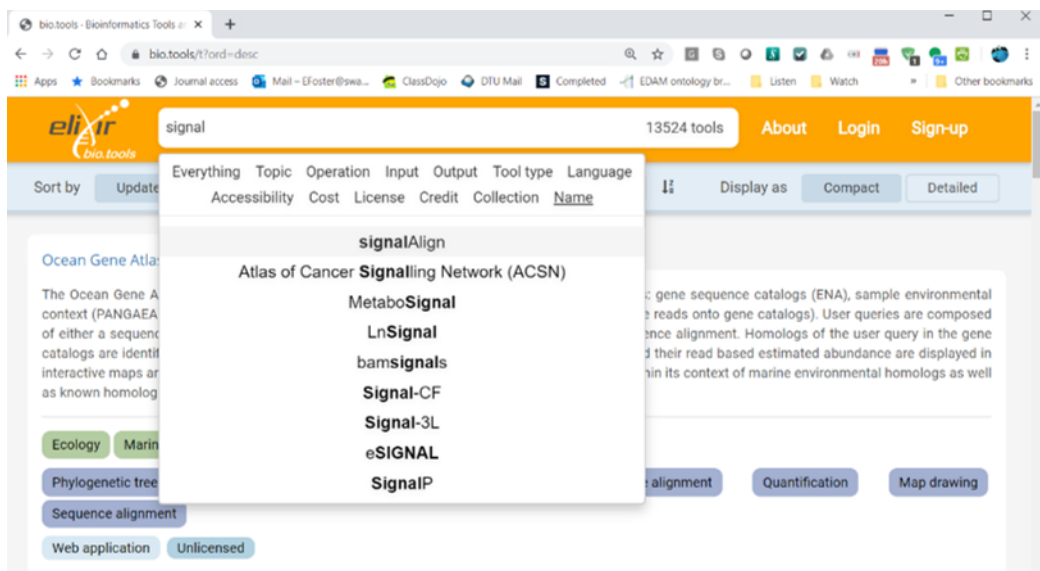 bio.tools - Bioinformatics Tools a
bio.tools/t?ord=desc
Apps Bookmarks Journal access Mail – EFoster@swa... ClassDojo DTU Mail Completed EDAM ontology br... Listen Watch » Other bookmarks
elixir
bio.tools
signal 13524 tools About Login Sign-up
Everything Topic Operation Input Output Tool type Language
Accessibility Cost License Credit Collection Name
Sort by Update Display as Compact Detailed
signalAlign
Atlas of Cancer Signalling Network (ACSN)
MetaboSignal
LnSignal
bamsignals
Signal-CF
Signal-3L
eSIGNAL
SignalP
Ocean Gene Atla
The Ocean Gene A : gene sequence catalogs (ENA), sample environmental
context (PANGAEA reads onto gene catalogs). User queries are composed
of either a sequenc ence alignment. Homologs of the user query in the gene
catalogs are identif d their read based estimated abundance are displayed in
interactive maps ar hin its context of marine environmental homologs as well
as known homolog
Ecology Marin
Phylogenetic tree alignment Quantification Map drawing
Sequence alignment
Web application Unlicensed